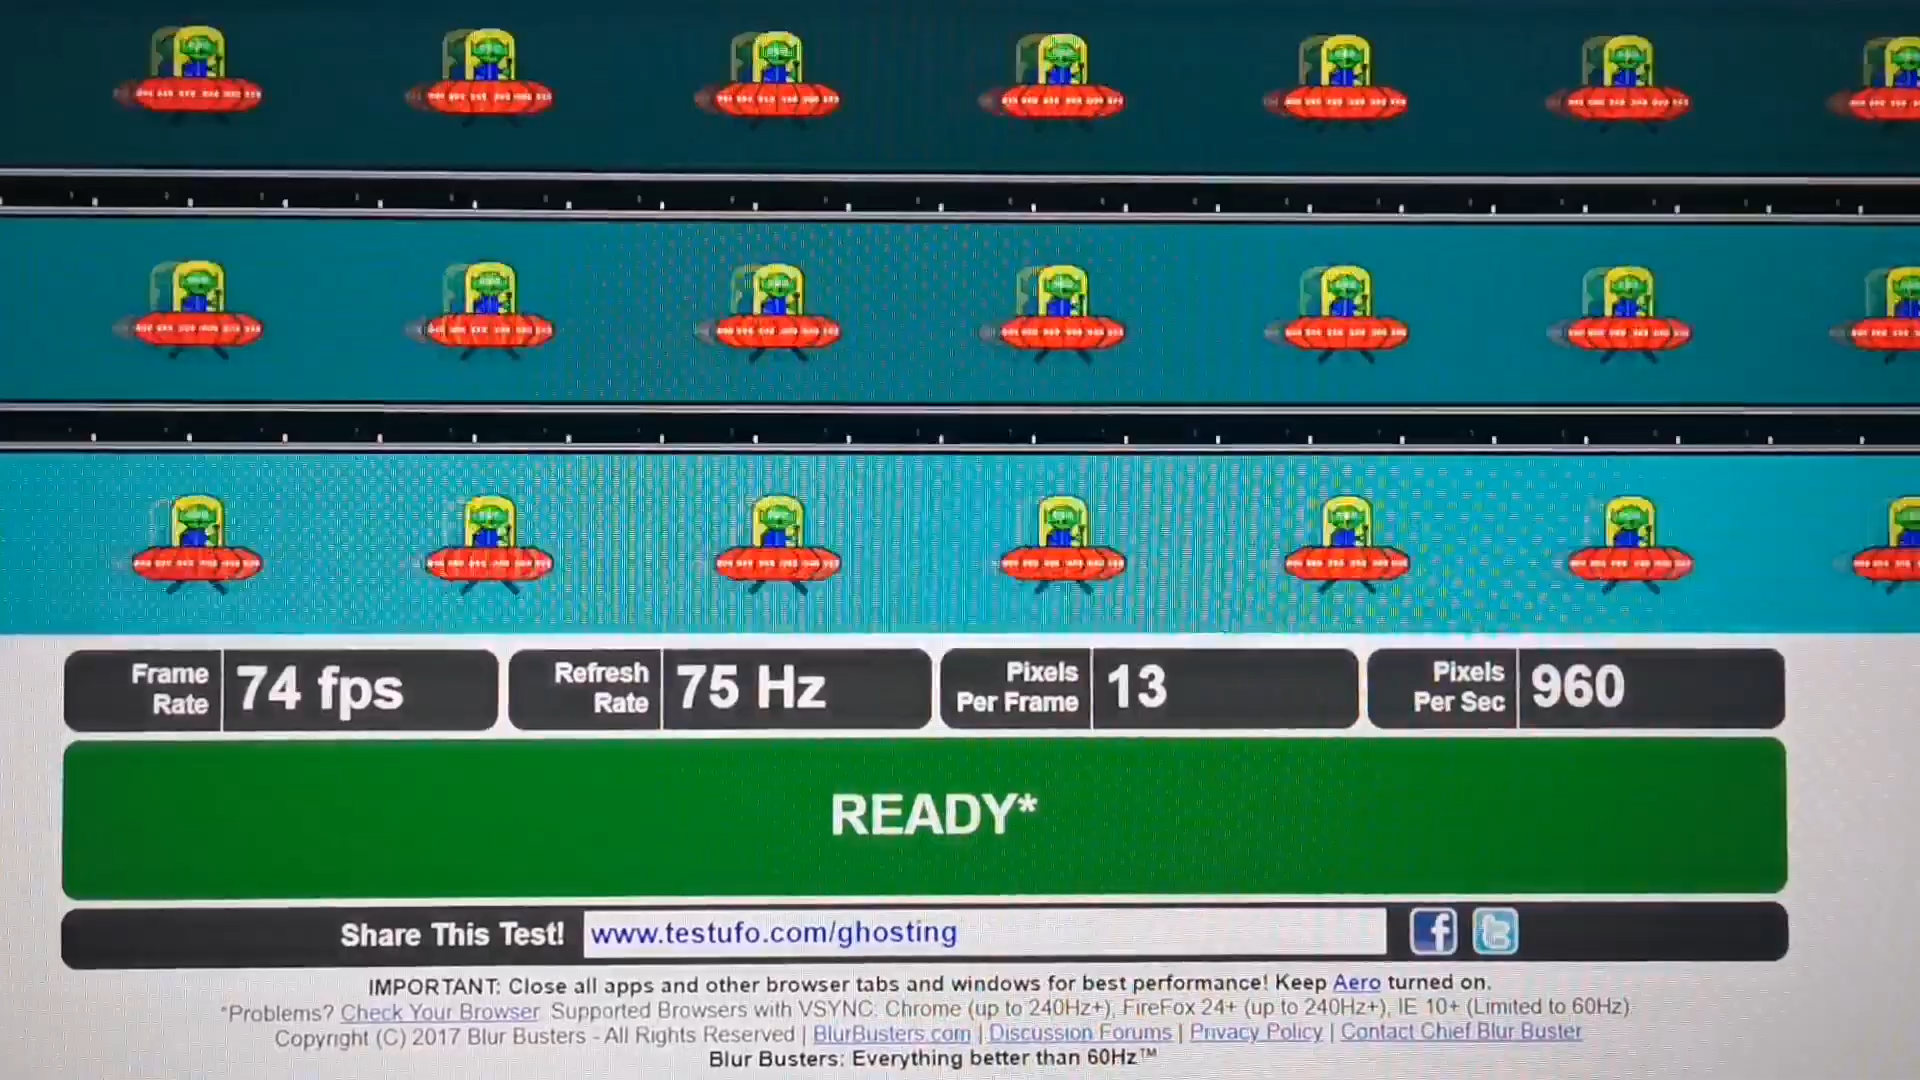 Frame Rate 74 fps
Refresh Rate 75 Hz
Pixels Per Frame 13
Pixels Per Sec 960
READY*
Share This Test! www.testufo.com/ghosting
IMPORTANT: Close all apps and other browser tabs and windows for best performance! Keep Aero turned on.
*Problems? Check Your Browser. Supported Browsers with VSYNC: Chrome (up to 240Hz+), FireFox 24+ (up to 240Hz+), IE 10+ (Limited to 60Hz)
Copyright (C) 2017 Blur Busters - All Rights Reserved | BlurBusters.com | Discussion Forums | Privacy Policy | Contact Chief Blur Buster
Blur Busters: Everything better than 60Hz™